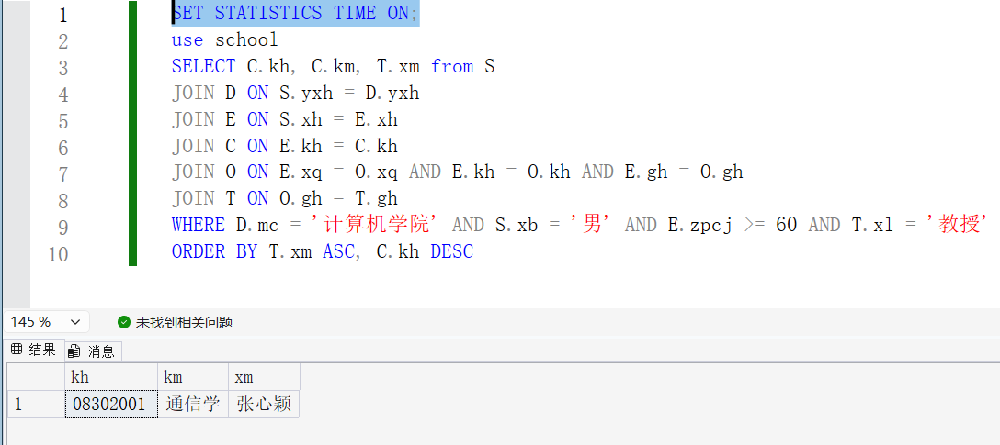 1 SET STATISTICS TIME ON;
2 use school
3 SELECT C.kh, C.km, T.xm from S
4 JOIN D ON S.yxh = D.yxh
5 JOIN E ON S.xh = E.xh
6 JOIN C ON E.kh = C.kh
7 JOIN O ON E.xq = O.xq AND E.kh = O.kh AND E.gh = O.gh
8 JOIN T ON O.gh = T.gh
9 WHERE D.mc = '计算机学院' AND S.xb = '男' AND E.zpcj >= 60 AND T.xl = '教授'
10 ORDER BY T.xm ASC, C.kh DESC
145 % 未找到相关问题
结果 消息
kh km xm
1 08302001 通信学 张心颖